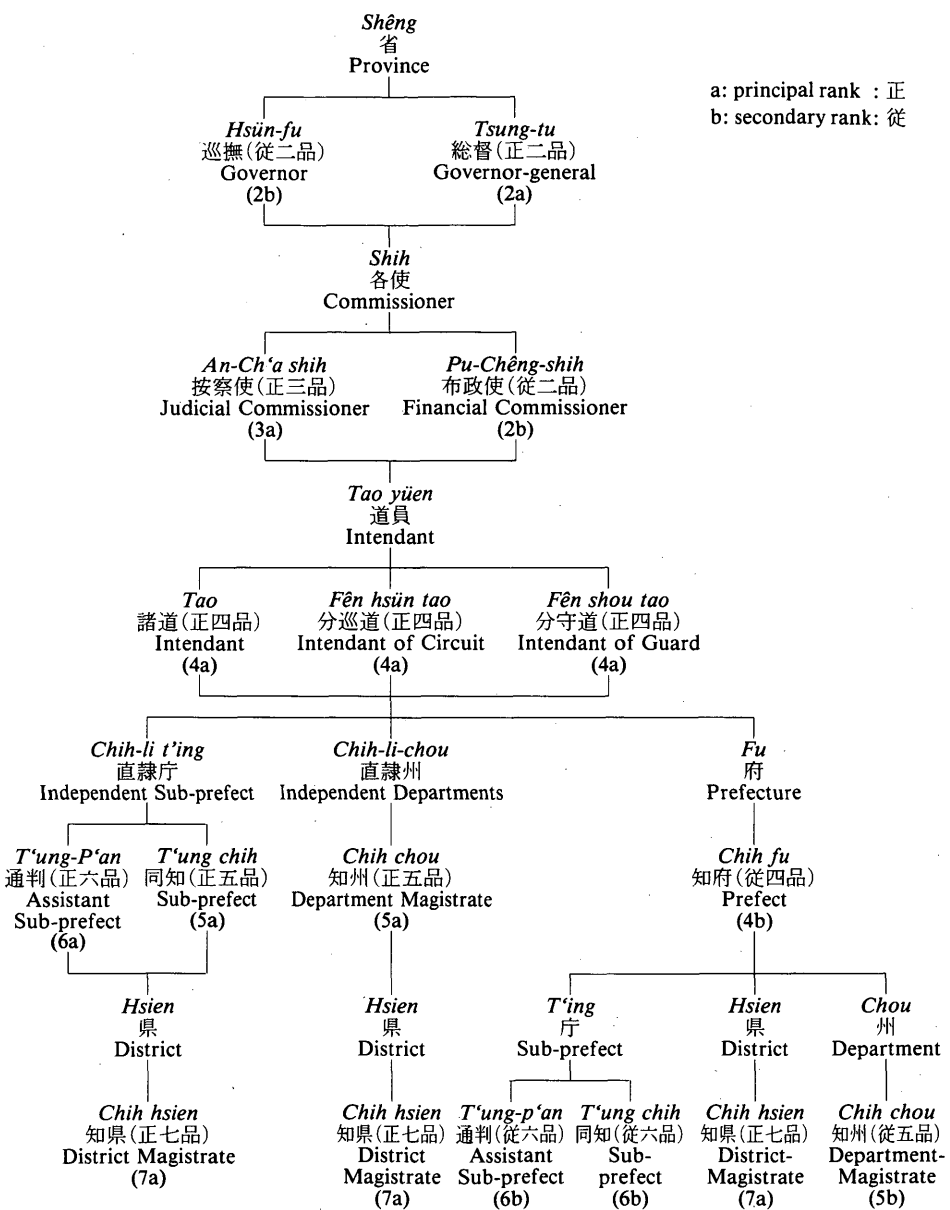 Shêng
省
Province
a: principal rank : 正
b: secondary rank: 従
Hsün-fu
巡撫(従二品)
Governor
(2b)
Tsung-tu
総督(正二品)
Governor-general
(2a)
Shih
各使
Commissioner
An-Ch‘a shih
按察使(正三品)
Judicial Commissioner
(3a)
Pu-Chêng-shih
布政使(従二品)
Financial Commissioner
(2b)
Tao yüen
道員
Intendant
Tao
諸道(正四品)
Intendant
(4a)
Fên hsün tao
分巡道(正四品)
Intendant of Circuit
(4a)
Fên shou tao
分守道(正四品)
Intendant of Guard
(4a)
Chih-li t'ing
直隷庁
Independent Sub-prefect
Chih-li-chou
直隷州
Independent Departments
Fu
府
Prefecture
T‘ung-P‘an
通判(正六品)
Assistant
Sub-prefect
(6a)
T‘ung chih
同知(正五品)
Sub-prefect
(5a)
Chih chou
知州(正五品)
Department Magistrate
(5a)
Chih fu
知府(従四品)
Prefect
(4b)
Hsien
県
District
Hsien
県
District
T‘ing
庁
Sub-prefect
Hsien
県
District
Chou
州
Department
Chih hsien
知県(正七品)
District Magistrate
(7a)
Chih hsien
知県(正七品)
District
Magistrate
(7a)
T‘ung-p‘an
通判(従六品)
Assistant
Sub-prefect
(6b)
T‘ung chih
同知(従六品)
Sub-
prefect
(6b)
Chih hsien
知県(正七品)
District-
Magistrate
(7a)
Chih chou
知州(従五品)
Department-
Magistrate
(5b)